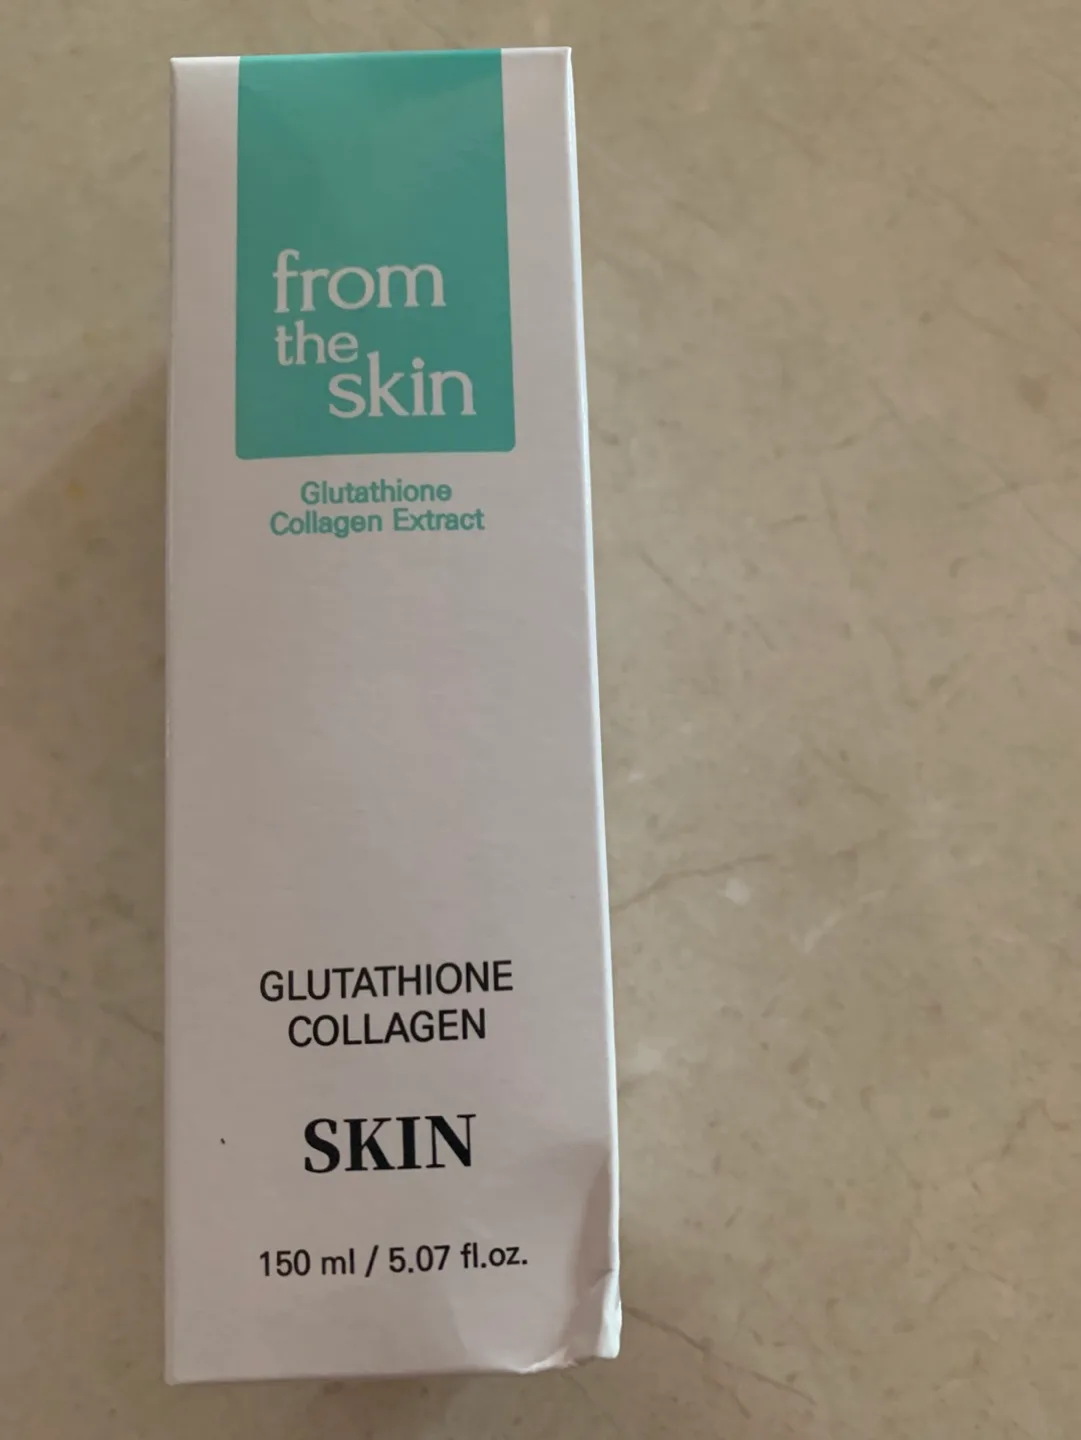 from
the
skin
Glutathione
Collagen Extract
GLUTATHIONE
COLLAGEN
SKIN
150 ml / 5.07 fl.oz.